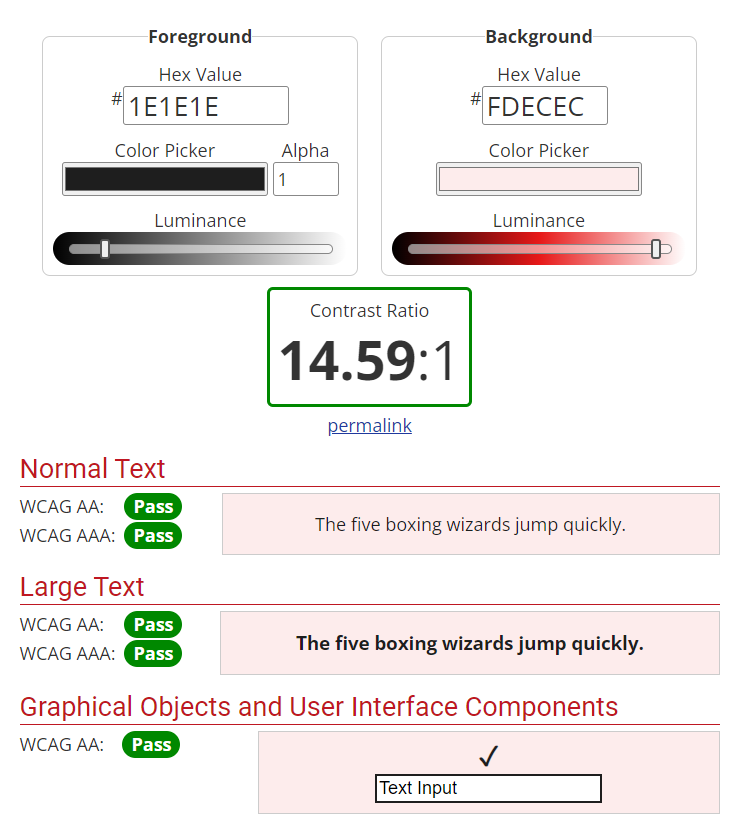 Foreground
Background
Hex Value
#1E1E1E
Color Picker Alpha
1
Luminance
Hex Value
#FDECEC
Color Picker
Luminance
Contrast Ratio
14.59:1
permalink
Normal Text
WCAG AA: Pass
WCAG AAA: Pass
The five boxing wizards jump quickly.
Large Text
WCAG AA: Pass
WCAG AAA: Pass
The five boxing wizards jump quickly.
Graphical Objects and User Interface Components
WCAG AA: Pass
✓
Text Input